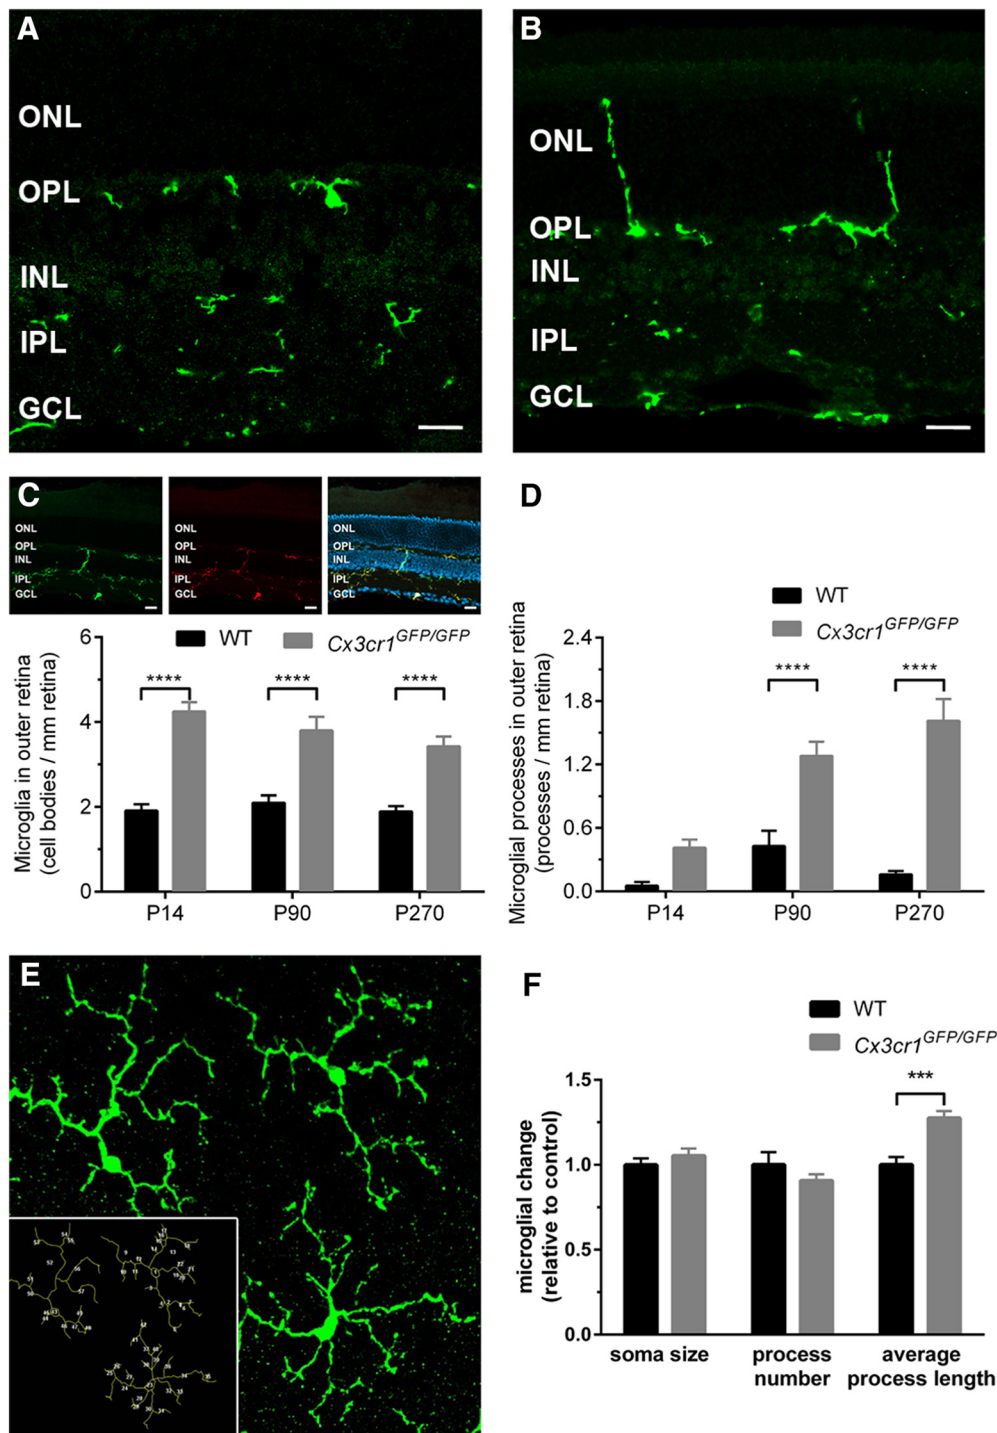 A
ONL
OPL
INL
IPL
GCL
B
ONL
OPL
INL
IPL
GCL
C
ONL
OPL
INL
IPL
GCL
ONL
OPL
INL
IPL
GCL
ONL
OPL
INL
IPL
GCL
WT
Cx3cr1GFP/GFP
Microglia in outer retina
(cell bodies / mm retina)
6
4
2
0
****
****
****
P14
P90
P270
D
WT
Cx3cr1GFP/GFP
Microglial processes in outer retina
(processes / mm retina)
2.4
1.8
1.2
0.6
0.0
****
****
P14
P90
P270
E
F
WT
Cx3cr1GFP/GFP
microglial change
(relative to control)
1.5
1.0
0.5
0.0
***
soma size
process
number
average
process length